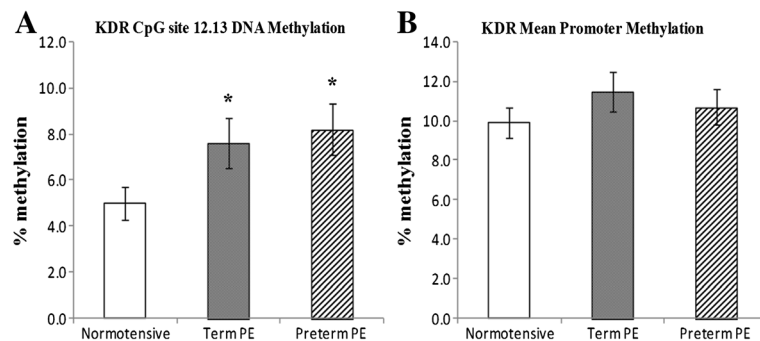 A
KDR CpG site 12.13 DNA Methylation
% methylation
12.0
10.0
8.0
6.0
4.0
2.0
0.0
*
*
Normotensive Term PE Preterm PE
B
KDR Mean Promoter Methylation
% methylation
14.0
12.0
10.0
8.0
6.0
4.0
2.0
0.0
Normotensive Term PE Preterm PE